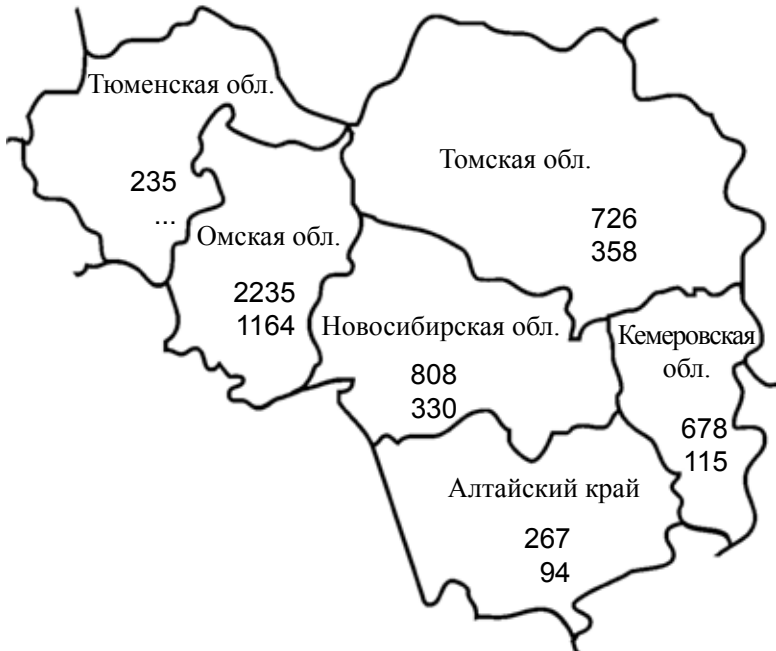 Тюменская обл.
235
...
Омская обл.
2235
1164
Томская обл.
726
358
Новосибирская обл.
808
330
Кемеровская
обл.
678
115
Алтайский край
267
94